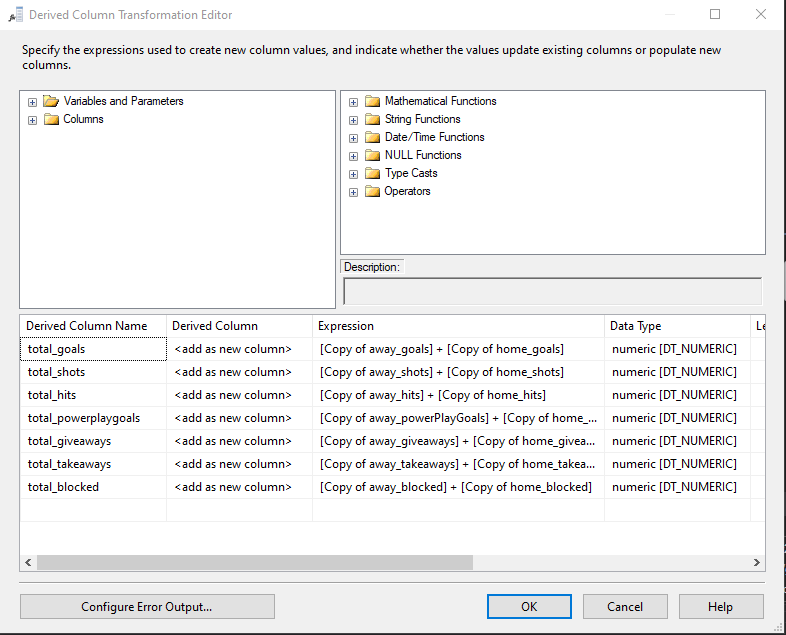 Derived Column Transformation Editor
Specify the expressions used to create new column values, and indicate whether the values update existing columns or populate new
columns.
Variables and Parameters
Columns
Mathematical Functions
String Functions
Date/Time Functions
NULL Functions
Type Casts
Operators
Description:
Derived Column Name Derived Column Expression Data Type Le
total_goals <add as new column> [Copy of away_goals] + [Copy of home_goals] numeric [DT_NUMERIC]
total_shots <add as new column> [Copy of away_shots] + [Copy of home_shots] numeric [DT_NUMERIC]
total_hits <add as new column> [Copy of away_hits] + [Copy of home_hits] numeric [DT_NUMERIC]
total_powerplaygoals <add as new column> [Copy of away_powerPlayGoals] + [Copy of home_... numeric [DT_NUMERIC]
total_giveaways <add as new column> [Copy of away_giveaways] + [Copy of home_givea... numeric [DT_NUMERIC]
total_takeaways <add as new column> [Copy of away_takeaways] + [Copy of home_takea... numeric [DT_NUMERIC]
total_blocked <add as new column> [Copy of away_blocked] + [Copy of home_blocked] numeric [DT_NUMERIC]
Configure Error Output... OK Cancel Help